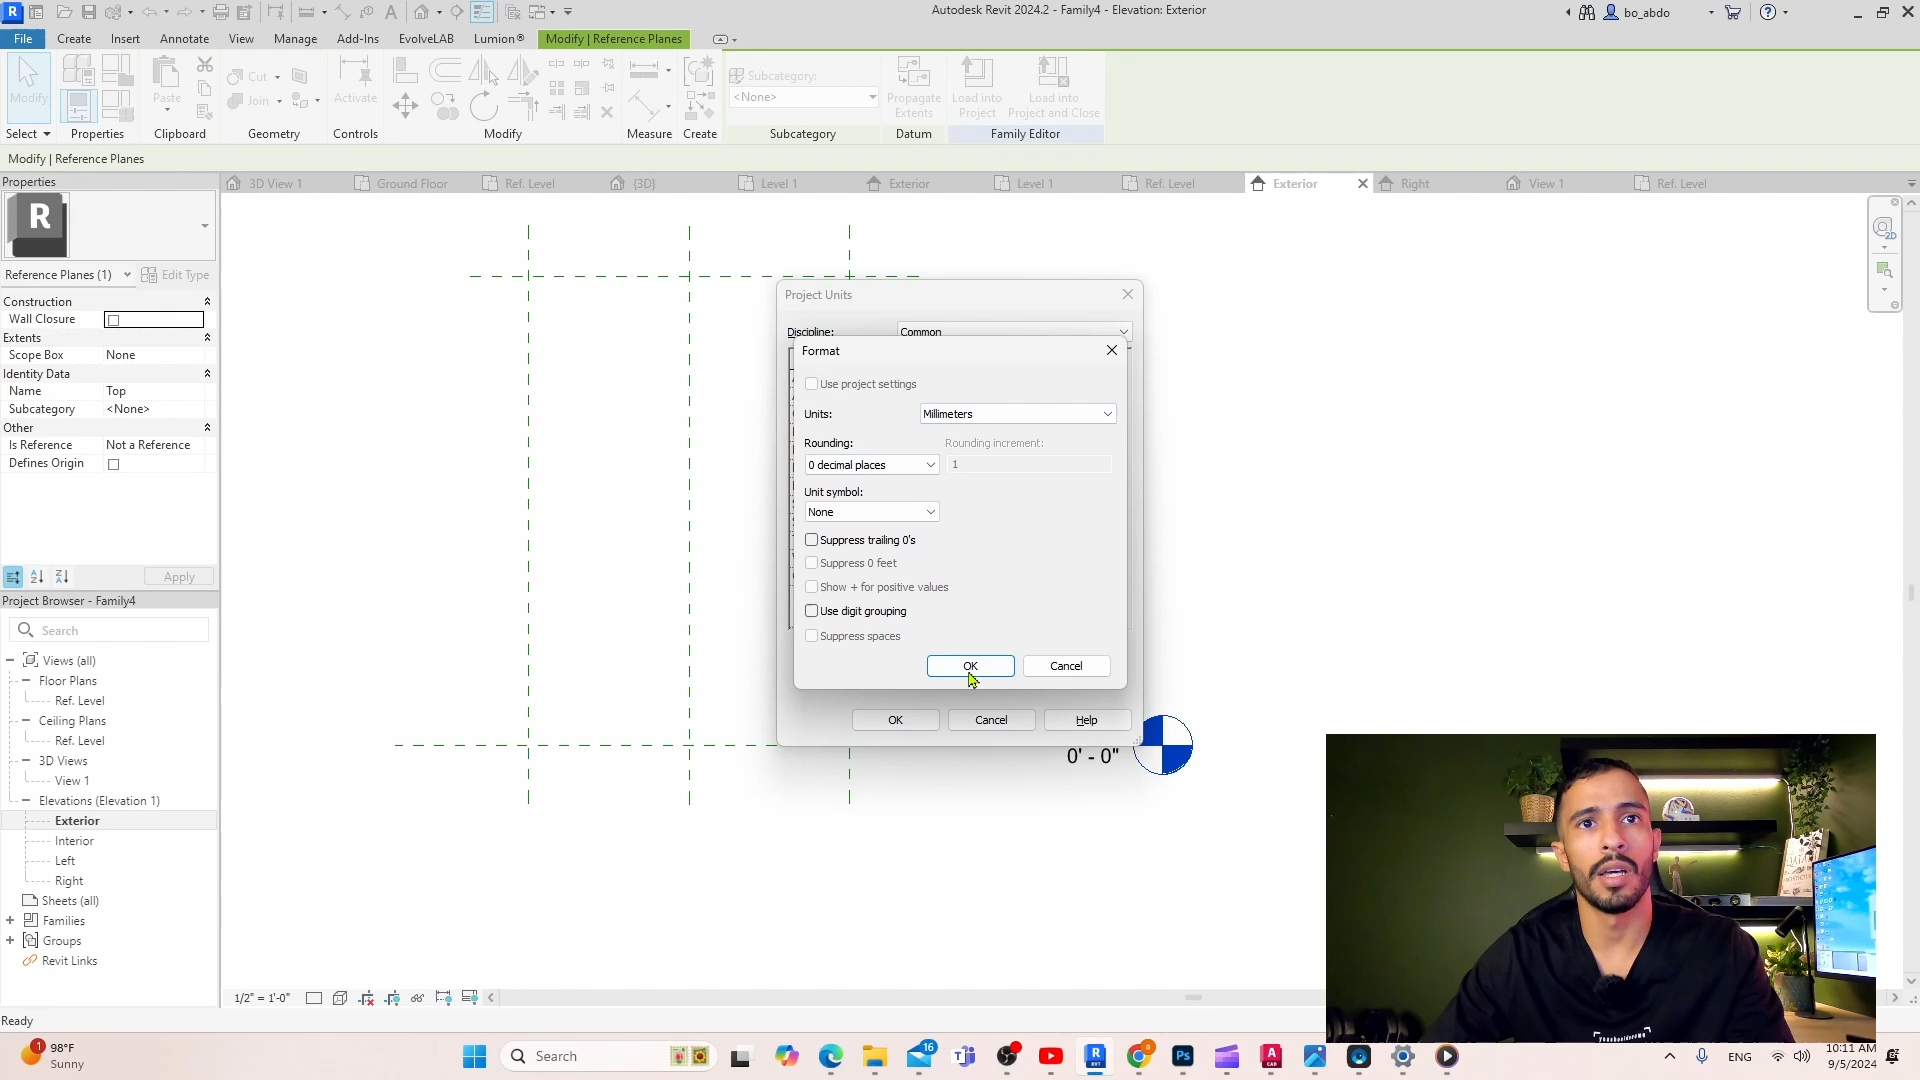 Autodesk Revit 2024.2 - Family4 - Elevation: Exterior
bo_abdo
File Create Insert Annotate View Manage Add-Ins EvolveLAB Lumion® Modify | Reference Planes
Modify
Paste
Cut
Join
Activate
Subcategory:
<None>
Propagate Extents
Load into Project
Load into Project and Close
Select Properties Clipboard Geometry Controls Modify Measure Create Subcategory Datum Family Editor
Modify | Reference Planes
Properties
3D View 1 Ground Floor Ref. Level {3D} Level 1 Exterior Level 1 Ref. Level Exterior Right View 1 Ref. Level
R
2D
Reference Planes (1) Edit Type
Construction
Wall Closure
Extents
Scope Box None
Identity Data
Name Top
Subcategory <None>
Other
Is Reference Not a Reference
Defines Origin
Apply
Project Browser - Family4
Search
Views (all)
Floor Plans
Ref. Level
Ceiling Plans
Ref. Level
3D Views
View 1
Elevations (Elevation 1)
Exterior
Interior
Left
Right
Sheets (all)
Families
Groups
Revit Links
Project Units
Discipline: Common
Format
Use project settings
Units: Millimeters
Rounding: Rounding increment:
0 decimal places 1
Unit symbol:
None
Suppress trailing 0's
Suppress 0 feet
Show + for positive values
Use digit grouping
Suppress spaces
OK Cancel
OK Cancel Help
0' - 0"
1/2" = 1'-0"
Ready
1
98°F
Sunny
Search
16
ENG
10:11 AM
9/5/2024